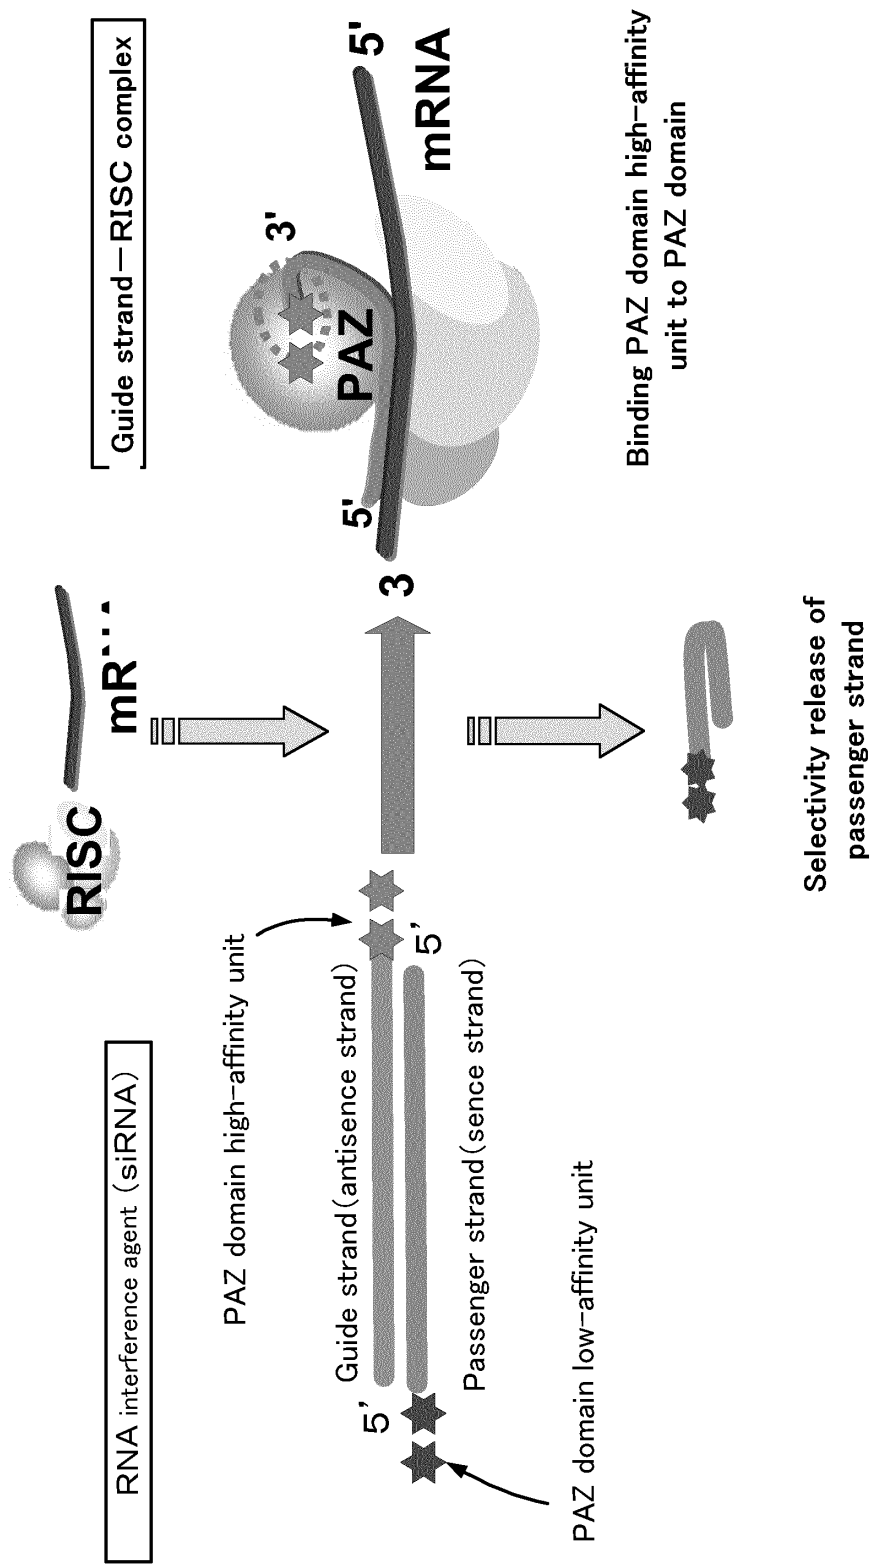 RNA interference agent (siRNA)
RISC
mR
Guide strand—RISC complex
PAZ domain high-affinity unit
Guide strand(antisence strand)
5'
5'
Passenger strand(sence strand)
PAZ domain low-affinity unit
3'
PAZ
5'
5'
3
mRNA
Binding PAZ domain high-affinity
unit to PAZ domain
Selectivity release of
passenger strand